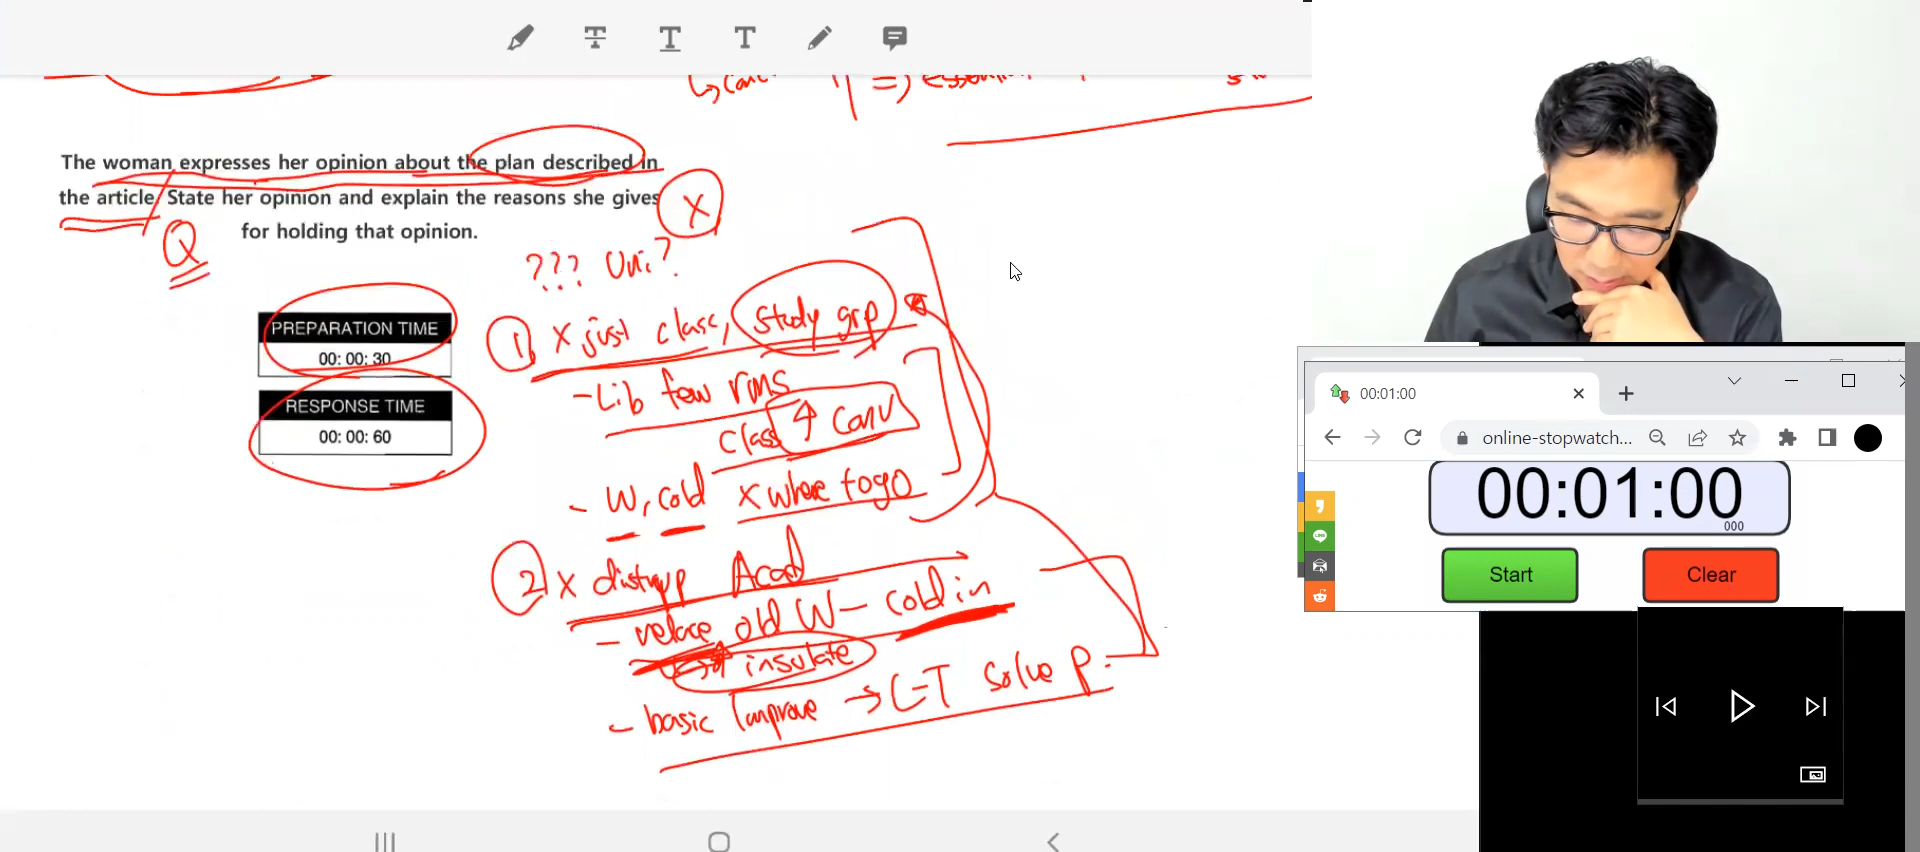 The woman expresses her opinion about the plan described in
the article. State her opinion and explain the reasons she gives
for holding that opinion.
X
Q
??? Uni?
PREPARATION TIME
00: 00: 30
RESPONSE TIME
00: 00: 60
1, X just class, study grp
- Lib few rms
class ↑ conv
- W, cold X where to go
2 X disturpp Acad
old W - cold in
insulate
- basic improve → L-T solve P.
00:01:00
online-stopwatch...
00:01:00
000
Start
Clear